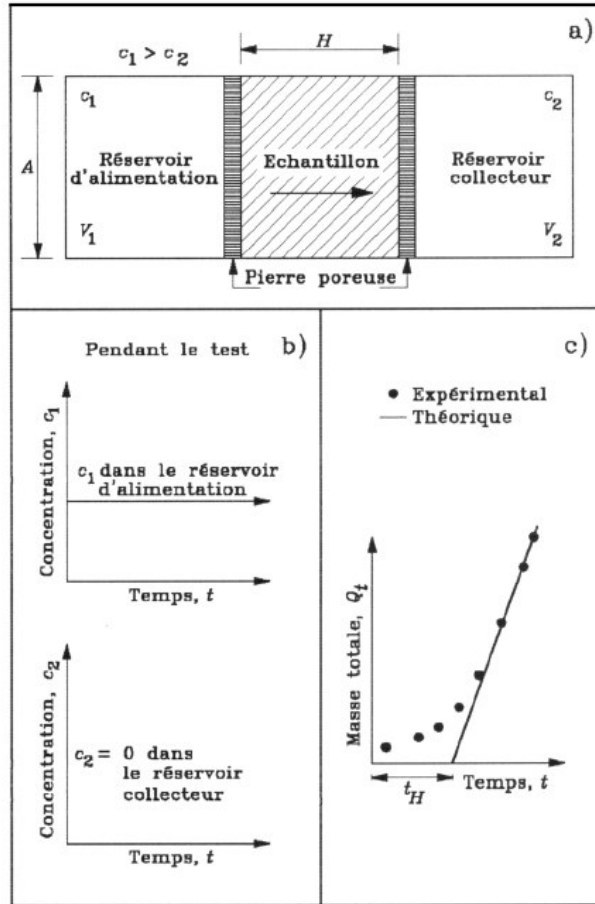 a)
H
c1 > c2
A
c1
Réservoir
d'alimentation
V1
Echantillon
c2
Réservoir
collecteur
V2
Pierre poreuse
b)
Pendant le test
Concentration, c1
c1 dans le réservoir
d'alimentation
Temps, t
Concentration, c2
c2 = 0 dans
le réservoir
collecteur
Temps, t
c)
Expérimental
Théorique
Masse totale, Qt
tH
Temps, t